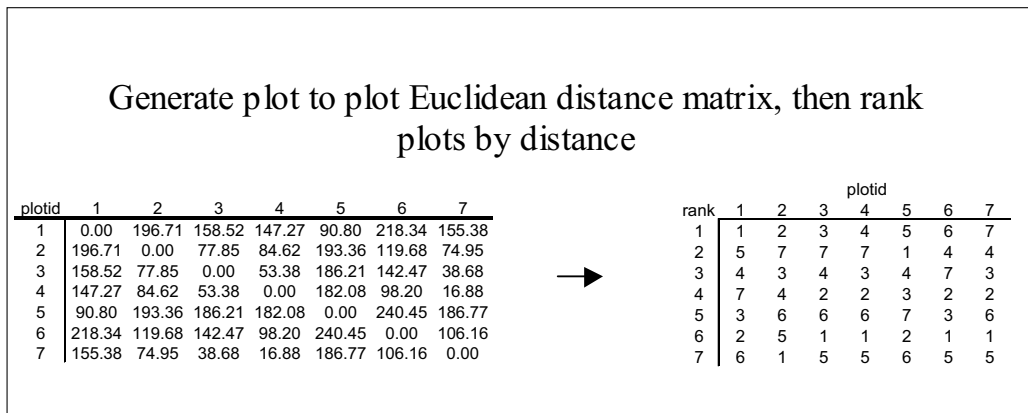 Generate plot to plot Euclidean distance matrix, then rank
plots by distance
plotid 1 2 3 4 5 6 7
1 0.00 196.71 158.52 147.27 90.80 218.34 155.38
2 196.71 0.00 77.85 84.62 193.36 119.68 74.95
3 158.52 77.85 0.00 53.38 186.21 142.47 38.68
4 147.27 84.62 53.38 0.00 182.08 98.20 16.88
5 90.80 193.36 186.21 182.08 0.00 240.45 186.77
6 218.34 119.68 142.47 98.20 240.45 0.00 106.16
7 155.38 74.95 38.68 16.88 186.77 106.16 0.00
plotid
rank 1 2 3 4 5 6 7
1 1 2 3 4 5 6 7
2 5 7 7 7 1 4 4
3 4 3 4 3 4 7 3
4 7 4 2 2 3 2 2
5 3 6 6 6 7 3 6
6 2 5 1 1 2 1 1
7 6 1 5 5 6 5 5